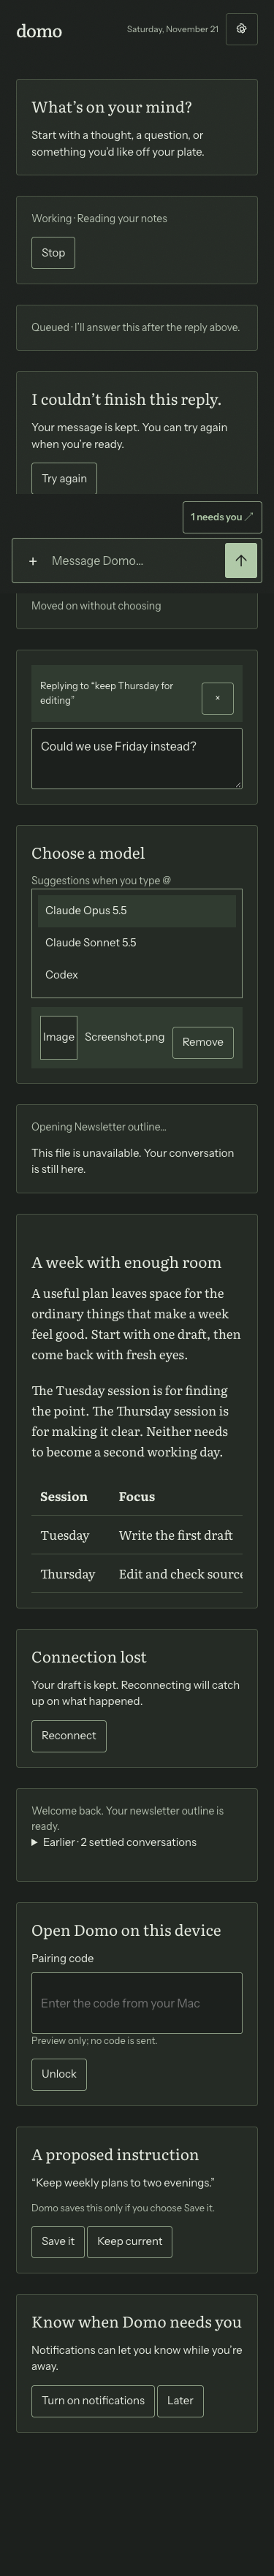 domo
Saturday, November 21
What’s on your mind?
Start with a thought, a question, or
something you’d like off your plate.
Working · Reading your notes
Stop
Queued · I’ll answer this after the reply above.
I couldn’t finish this reply.
Your message is kept. You can try again
when you’re ready.
Try again
1 needs you ↗
+ Message Domo…
Moved on without choosing
Replying to “keep Thursday for
editing”
×
Could we use Friday instead?
Choose a model
Suggestions when you type @
Claude Opus 5.5
Claude Sonnet 5.5
Codex
Image Screenshot.png Remove
Opening Newsletter outline…
This file is unavailable. Your conversation
is still here.
A week with enough room
A useful plan leaves space for the
ordinary things that make a week
feel good. Start with one draft, then
come back with fresh eyes.
The Tuesday session is for finding
the point. The Thursday session is
for making it clear. Neither needs
to become a second working day.
Session Focus
Tuesday Write the first draft
Thursday Edit and check source
Connection lost
Your draft is kept. Reconnecting will catch
up on what happened.
Reconnect
Welcome back. Your newsletter outline is
ready.
▶ Earlier · 2 settled conversations
Open Domo on this device
Pairing code
Enter the code from your Mac
Preview only; no code is sent.
Unlock
A proposed instruction
“Keep weekly plans to two evenings.”
Domo saves this only if you choose Save it.
Save it Keep current
Know when Domo needs you
Notifications can let you know while you’re
away.
Turn on notifications Later